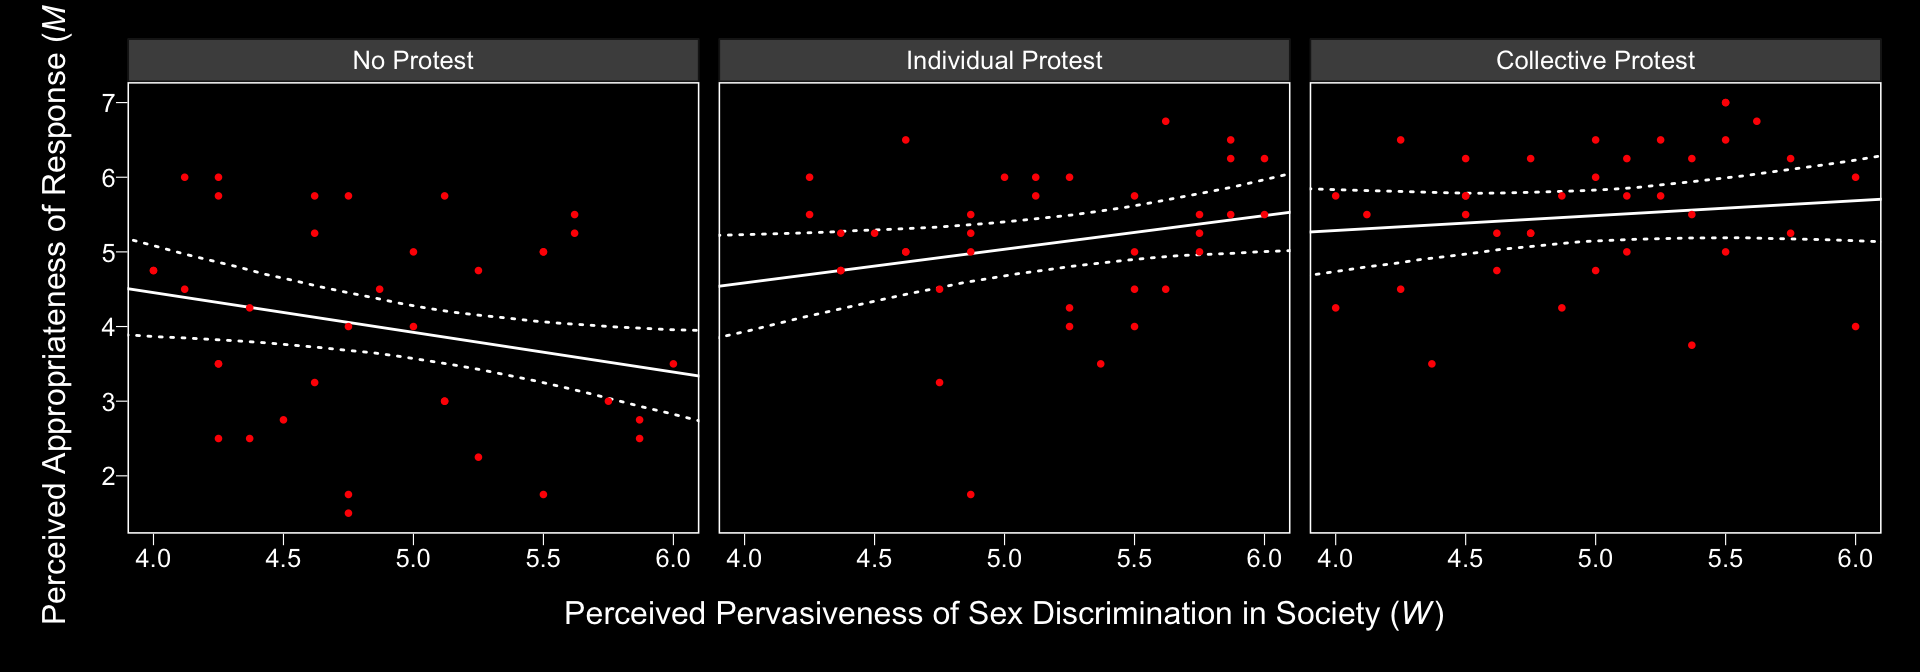 No Protest
Individual Protest
Collective Protest
Perceived Appropriateness of Response (M
7
6
5
4
3
2
4.0 4.5 5.0 5.5 6.0
4.0 4.5 5.0 5.5 6.0
4.0 4.5 5.0 5.5 6.0
Perceived Pervasiveness of Sex Discrimination in Society (W)